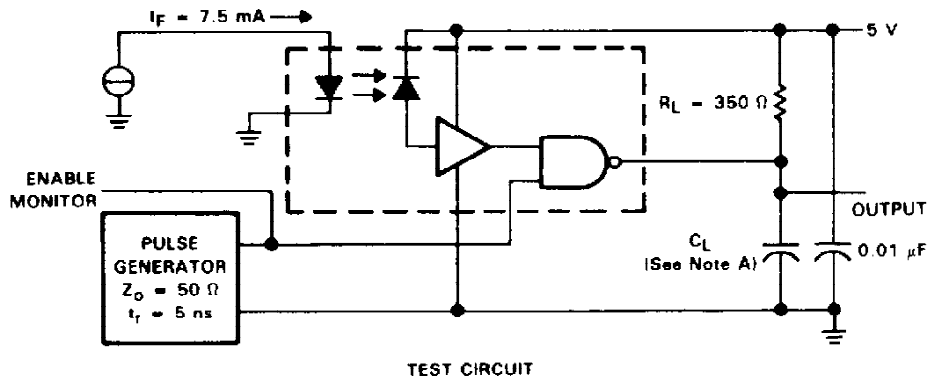 IF = 7.5 mA
5 V
RL = 350 Ω
ENABLE
MONITOR
OUTPUT
PULSE
GENERATOR
Zo = 50 Ω
tr = 5 ns
CL
(See Note A)
0.01 μF
TEST CIRCUIT